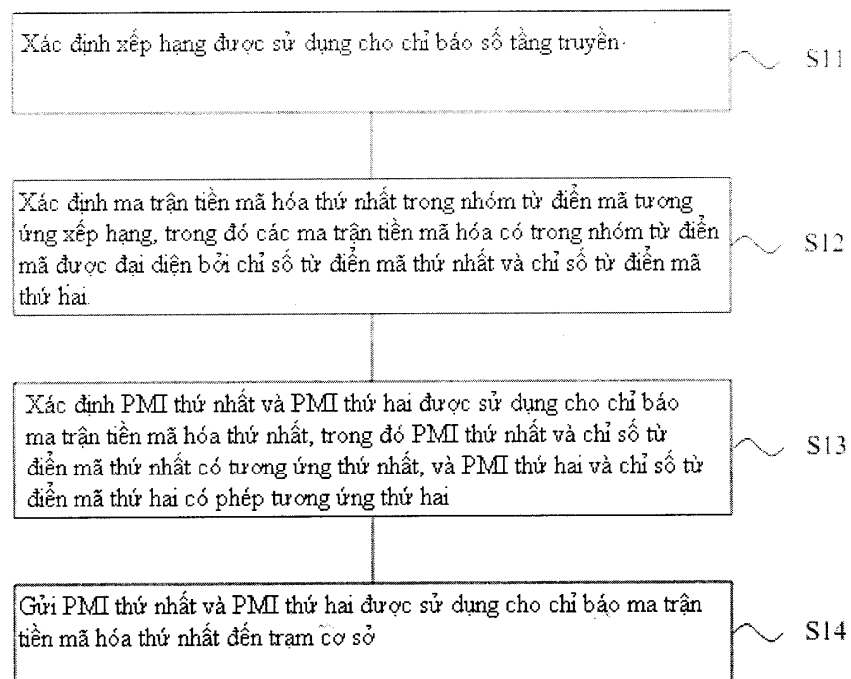 Xác định xếp hạng được sử dụng cho chỉ báo số tầng truyền
S11
Xác định ma trận tiền mã hóa thứ nhất trong nhóm từ điển mã tương
ứng xếp hạng, trong đó các ma trận tiền mã hóa có trong nhóm từ điển
mã được đại diện bởi chỉ số từ điển mã thứ nhất và chỉ số từ điển mã
thứ hai.
S12
Xác định PMI thứ nhất và PMI thứ hai được sử dụng cho chỉ báo
ma trận tiền mã hóa thứ nhất, trong đó PMI thứ nhất và chỉ số từ
điển mã thứ nhất có tương ứng thứ nhất, và PMI thứ hai và chỉ số từ
điển mã thứ hai có phép tương ứng thứ hai
S13
Gửi PMI thứ nhất và PMI thứ hai được sử dụng cho chỉ báo ma trận
tiền mã hóa thứ nhất đến trạm cơ sở
S14